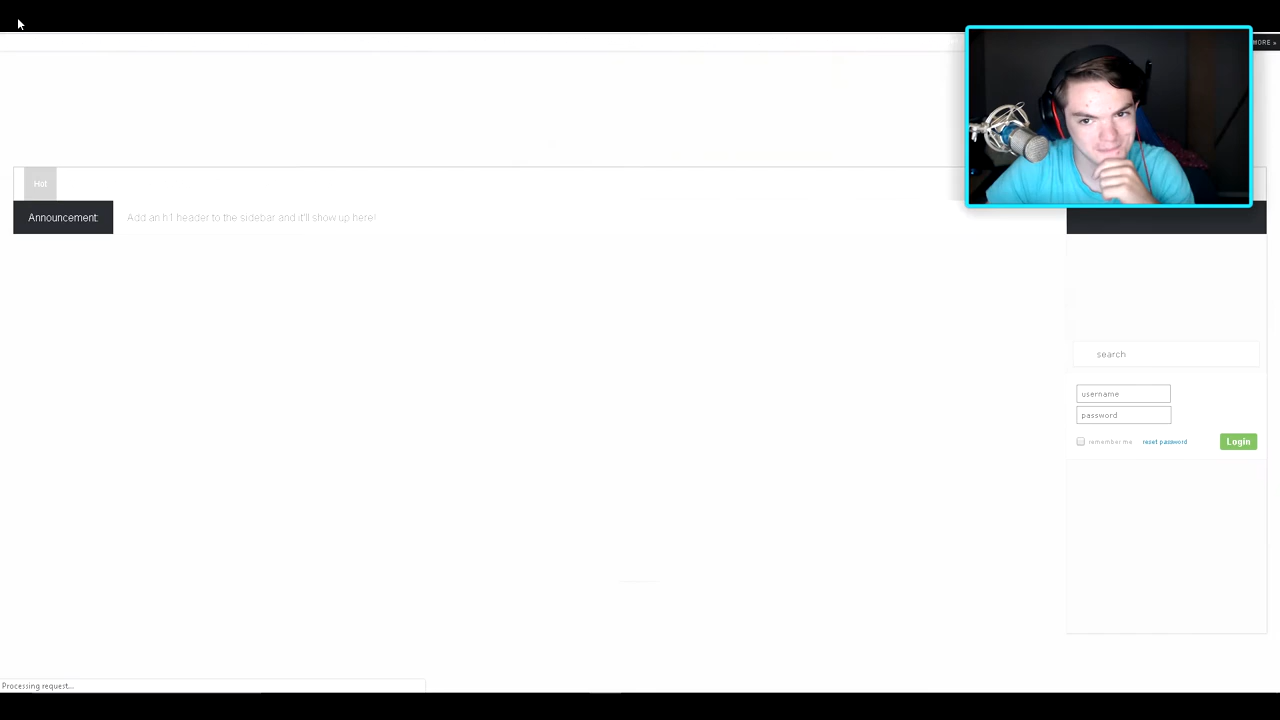 MORE »
Hot
Announcement: Add an h1 header to the sidebar and it'll show up here!
search
username
password
remember me reset password Login
Processing request...